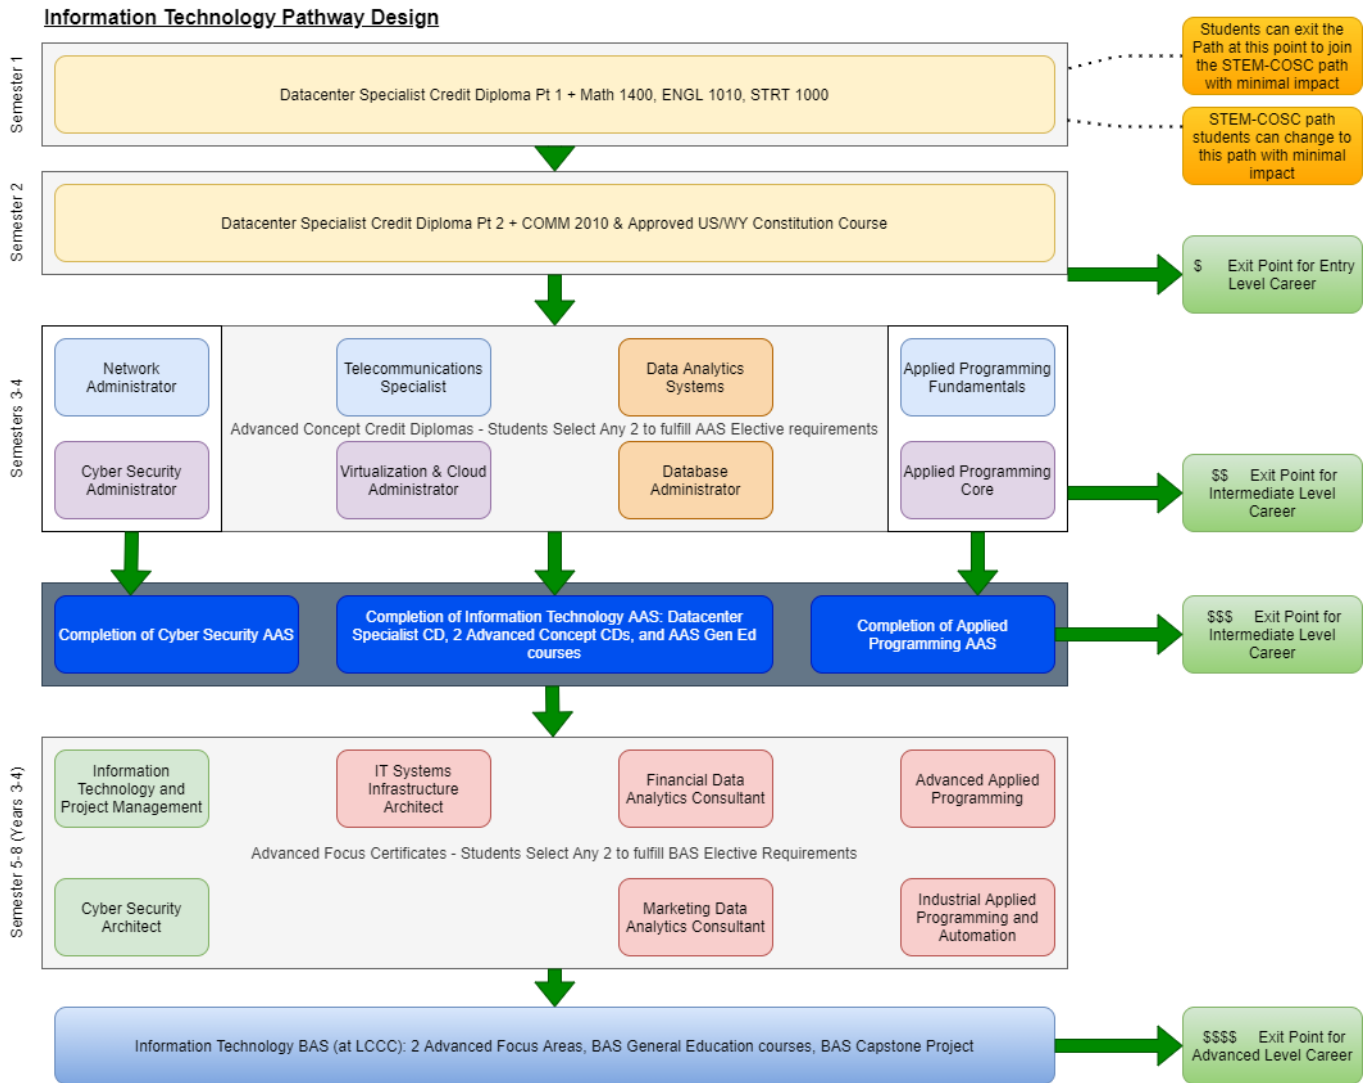 Information Technology Pathway Design
Semester 1
Datacenter Specialist Credit Diploma Pt 1 + Math 1400, ENGL 1010, STRT 1000
Students can exit the
Path at this point to join
the STEM-COSC path
with minimal impact
STEM-COSC path
students can change to
this path with minimal
impact
Semester 2
Datacenter Specialist Credit Diploma Pt 2 + COMM 2010 & Approved US/WY Constitution Course
$ Exit Point for Entry
Level Career
Semesters 3-4
Network
Administrator
Telecommunications
Specialist
Data Analytics
Systems
Applied Programming
Fundamentals
Advanced Concept Credit Diplomas - Students Select Any 2 to fulfill AAS Elective requirements
Cyber Security
Administrator
Virtualization & Cloud
Administrator
Database
Administrator
Applied Programming
Core
$$ Exit Point for
Intermediate Level
Career
Completion of Cyber Security AAS
Completion of Information Technology AAS: Datacenter
Specialist CD, 2 Advanced Concept CDs, and AAS Gen Ed
courses
Completion of Applied
Programming AAS
$$$ Exit Point for
Intermediate Level
Career
Semester 5-8 (Years 3-4)
Information
Technology and
Project Management
IT Systems
Infrastructure
Architect
Financial Data
Analytics Consultant
Advanced Applied
Programming
Advanced Focus Certificates - Students Select Any 2 to fulfill BAS Elective Requirements
Cyber Security
Architect
Marketing Data
Analytics Consultant
Industrial Applied
Programming and
Automation
Information Technology BAS (at LCCC): 2 Advanced Focus Areas, BAS General Education courses, BAS Capstone Project
$$$$ Exit Point for
Advanced Level Career